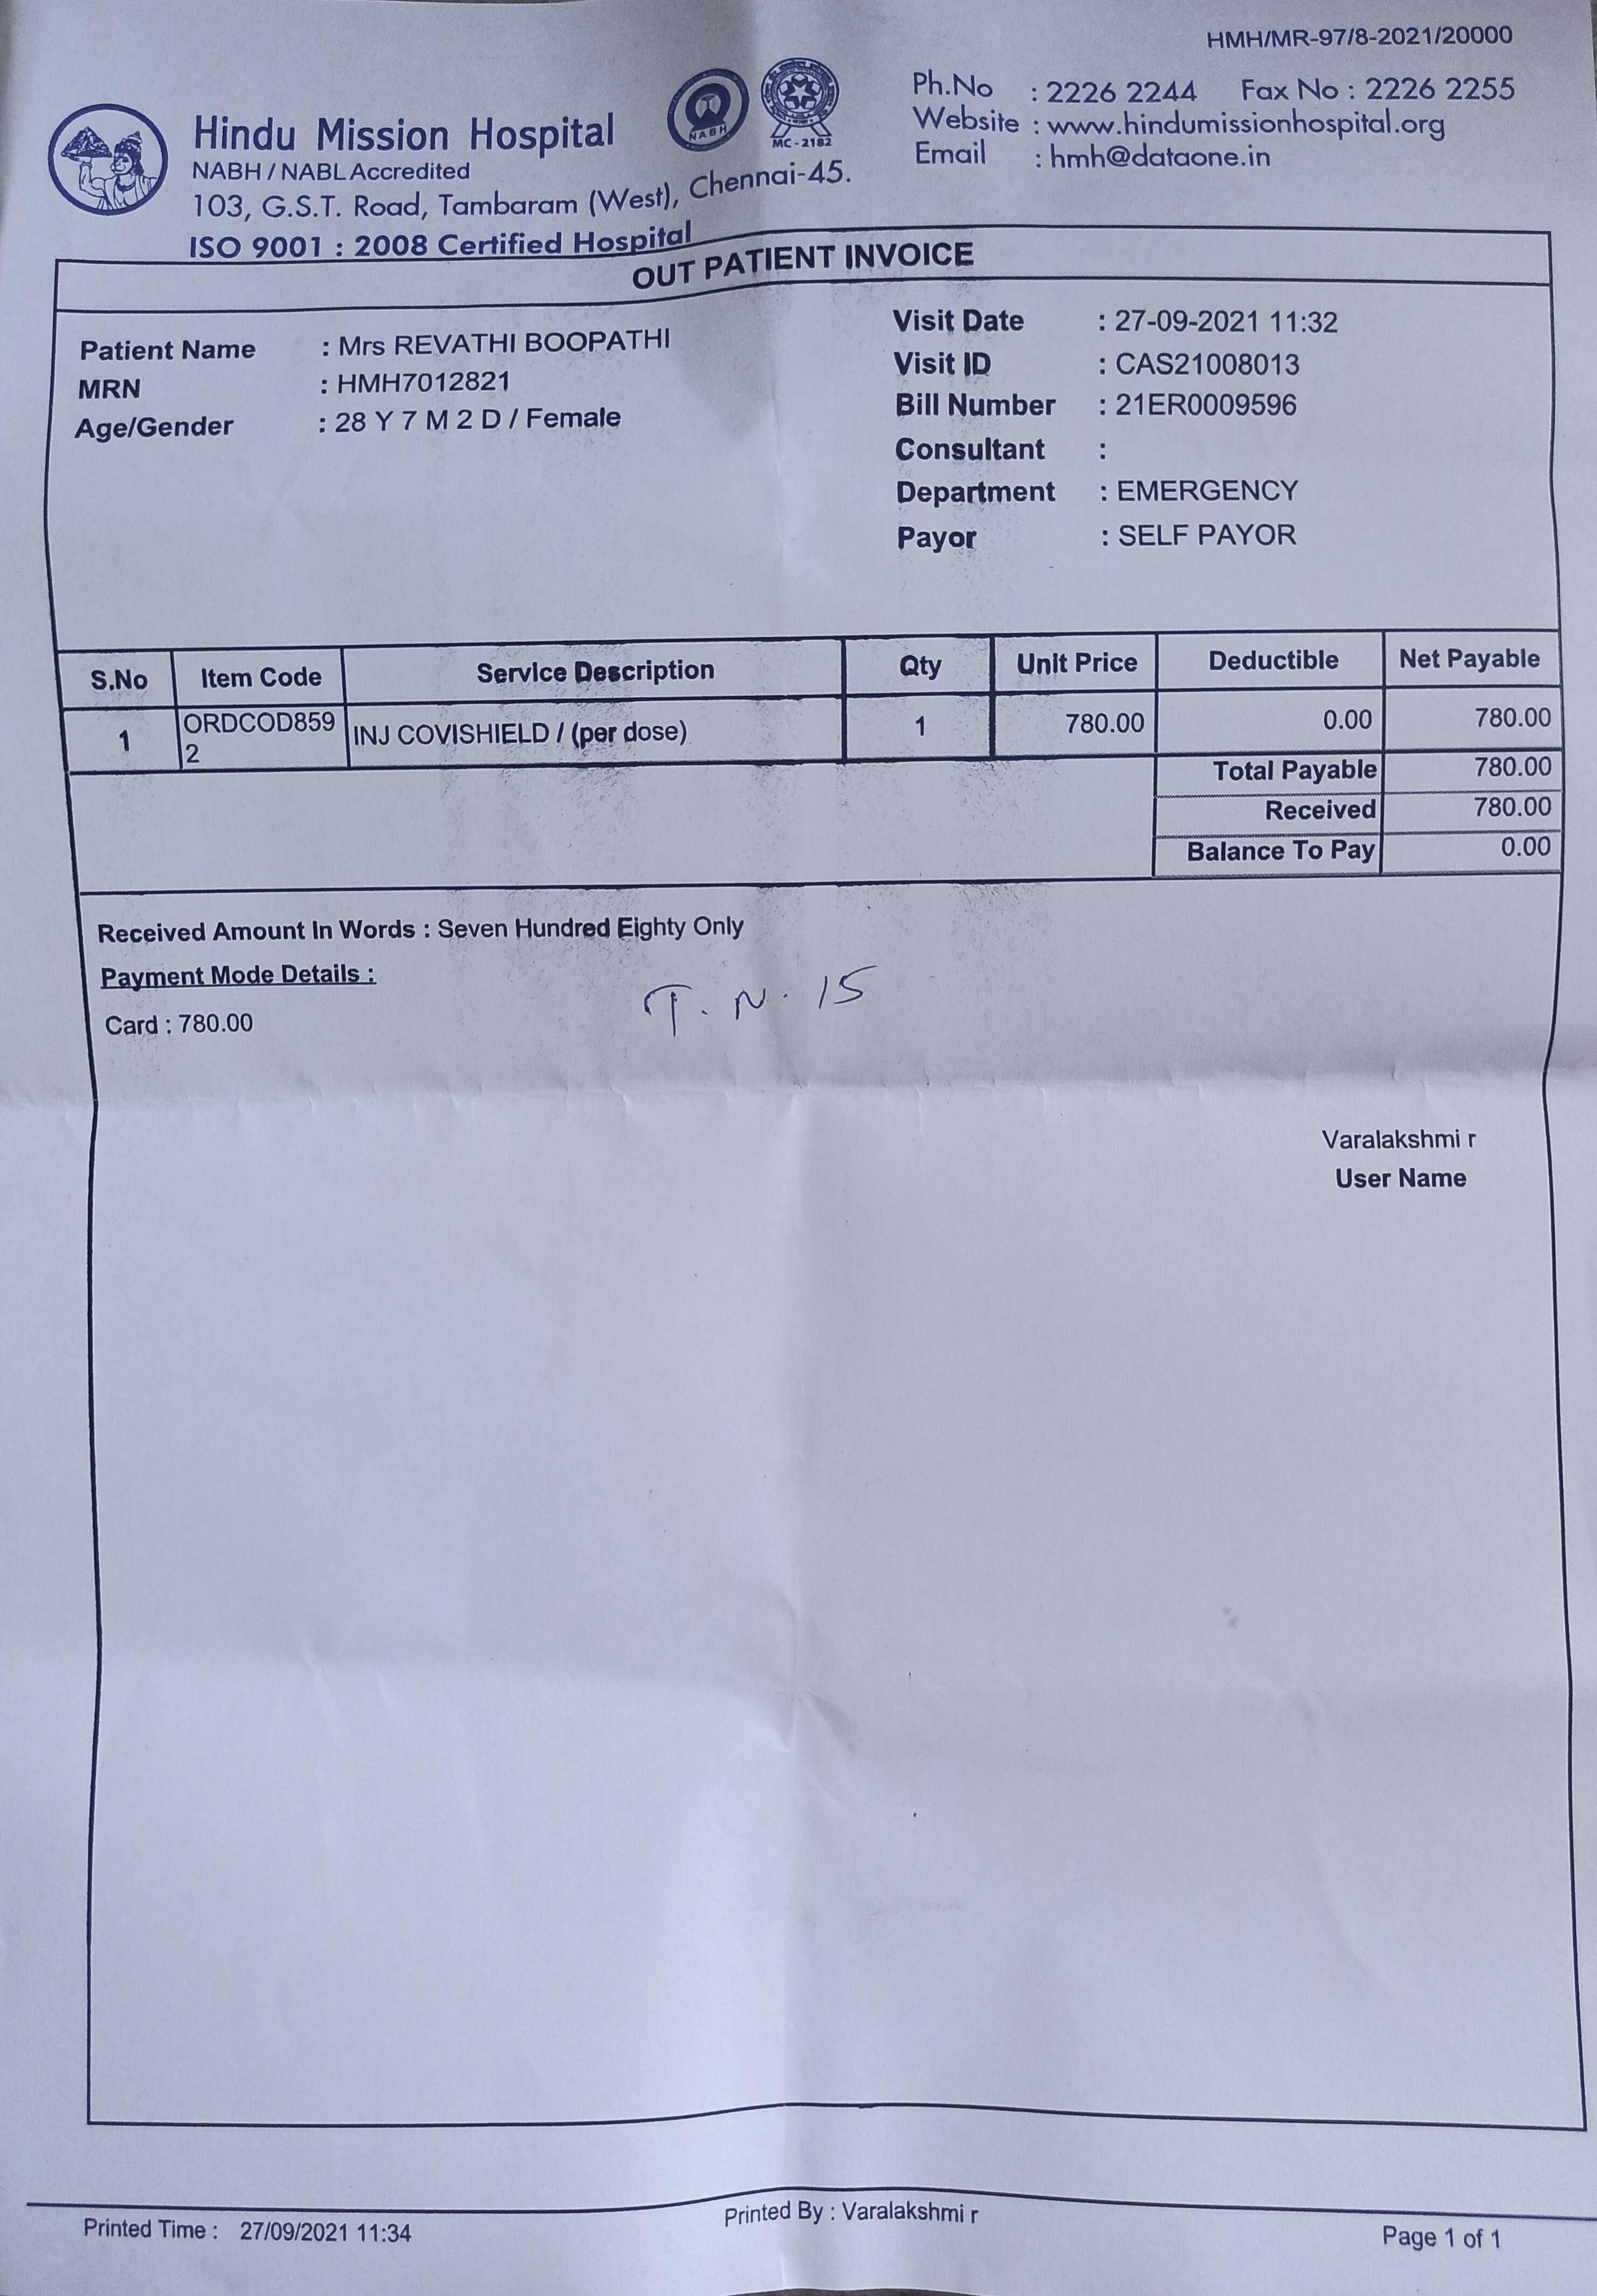 HMH/MR-97/8-2021/20000
Hindu Mission Hospital
NABH / NABL Accredited
103, G.S.T. Road, Tambaram (West), Chennai-45.
ISO 9001 : 2008 Certified Hospital
NABH
MC-2182
Ph.No : 2226 2244 Fax No : 2226 2255
Website : www.hindumissionhospital.org
Email : hmh@dataone.in
OUT PATIENT INVOICE
Patient Name : Mrs REVATHI BOOPATHI
MRN : HMH7012821
Age/Gender : 28 Y 7 M 2 D / Female
Visit Date : 27-09-2021 11:32
Visit ID : CAS21008013
Bill Number : 21ER0009596
Consultant :
Department : EMERGENCY
Payor : SELF PAYOR
S.No Item Code Service Description Qty Unit Price Deductible Net Payable
1 ORDCOD859 INJ COVISHIELD / (per dose) 1 780.00 0.00 780.00
2
Total Payable 780.00
Received 780.00
Balance To Pay 0.00
Received Amount In Words : Seven Hundred Eighty Only
Payment Mode Details :
Card : 780.00
T. N. 15
Varalakshmi r
User Name
Printed Time : 27/09/2021 11:34 Printed By : Varalakshmi r Page 1 of 1